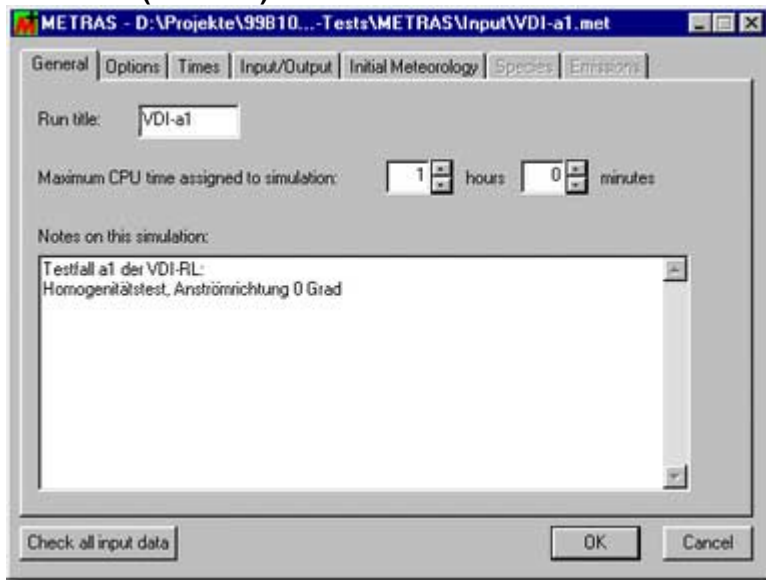 METRAS - D:\Projekte\99B10...-Tests\METRAS\Input\VDI-a1.met
General Options Times Input/Output Initial Meteorology Species Emissions
Run title: VDI-a1
Maximum CPU time assigned to simulation: 1 hours 0 minutes
Notes on this simulation:
Testfall a1 der VDI-RL:
Homogenitätstest, Anströmrichtung 0 Grad
Check all input data OK Cancel